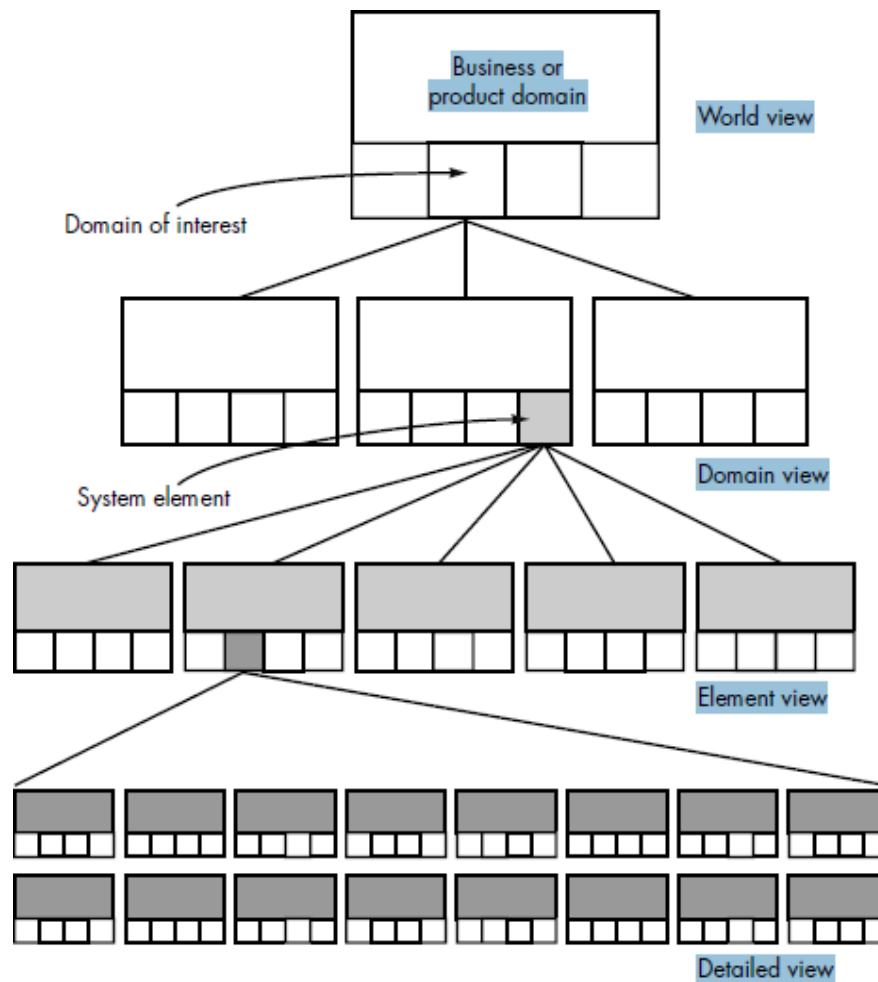 Business or
product domain
World view
Domain of interest
Domain view
System element
Element view
Detailed view